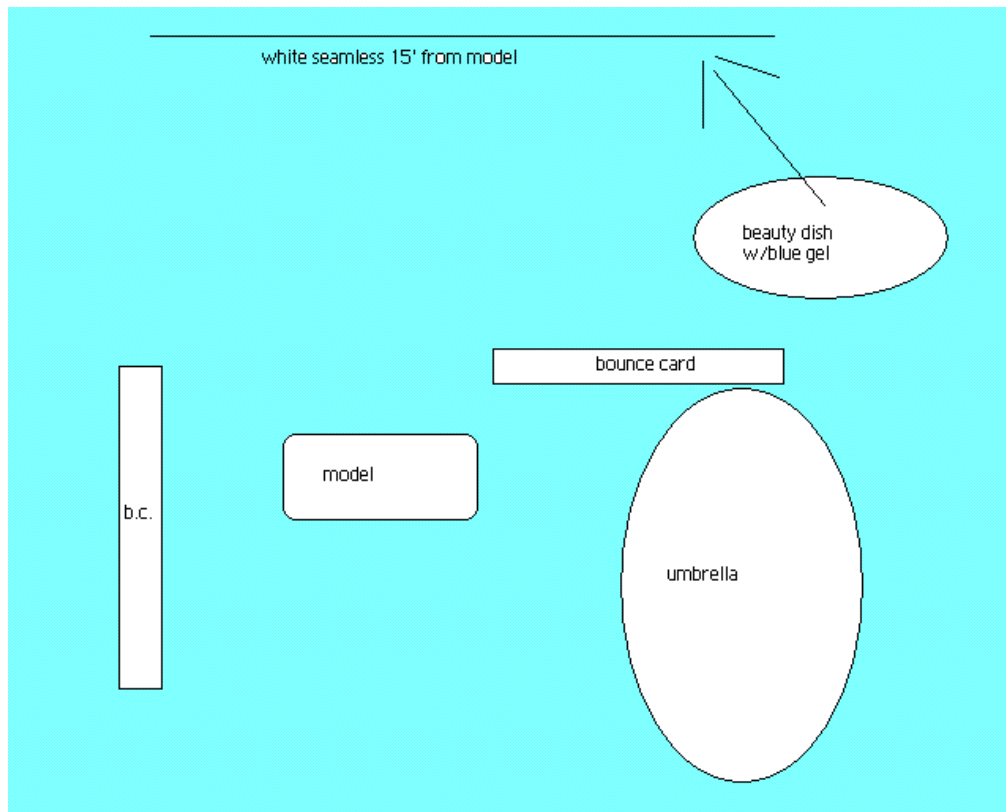 white seamless 15' from model
beauty dish
w/blue gel
bounce card
model
b.c.
umbrella